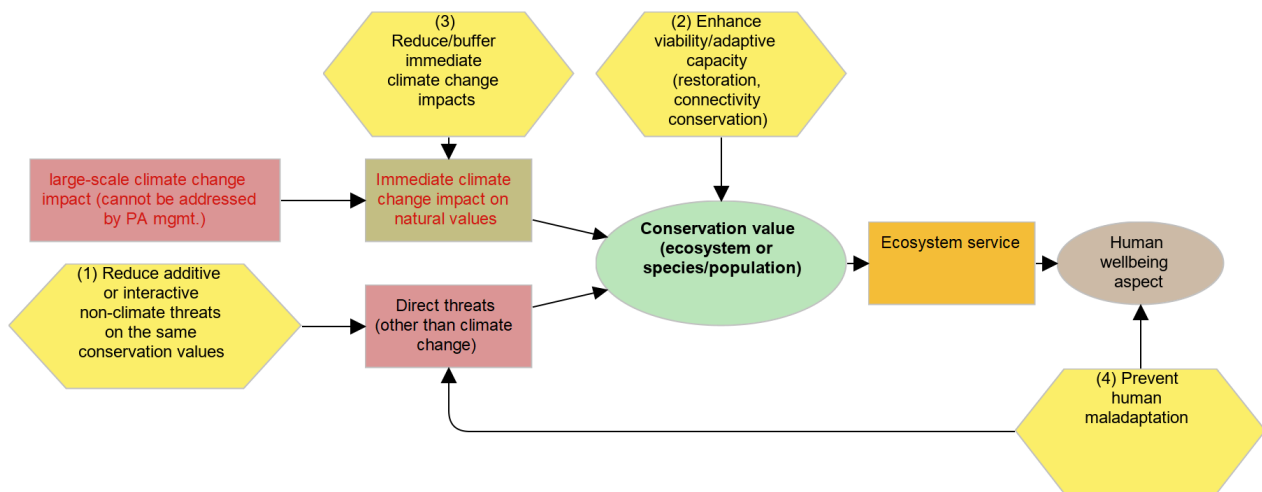 (3)
Reduce/buffer
immediate
climate change
impacts
(2) Enhance
viability/adaptive
capacity
(restoration,
connectivity
conservation)
large-scale climate change
impact (cannot be addressed
by PA mgmt.)
Immediate climate
change impact on
natural values
Conservation value
(ecosystem or
species/population)
Ecosystem service
Human
wellbeing
aspect
(1) Reduce additive
or interactive
non-climate threats
on the same
conservation values
Direct threats
(other than climate
change)
(4) Prevent
human
maladaptation